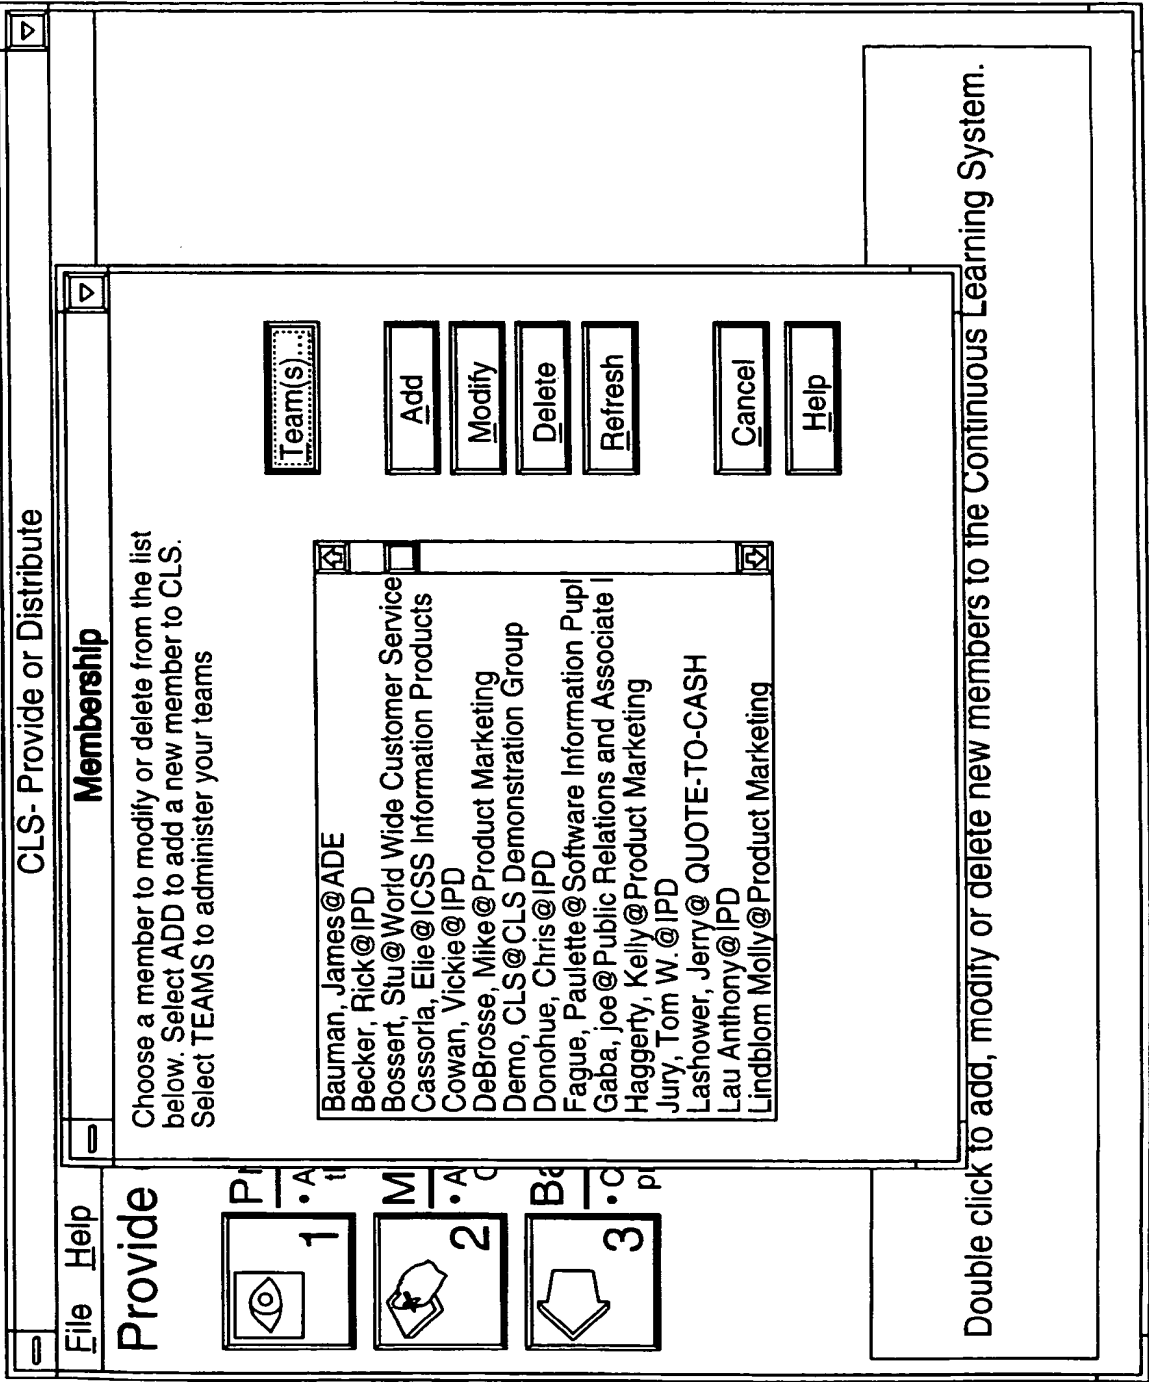 CLS- Provide or Distribute
File Help
Provide
Membership
Choose a member to modify or delete from the list
below. Select ADD to add a new member to CLS.
Select TEAMS to administer your teams
Team(s)...
Add
Modify
Delete
Refresh
Cancel
Help
Bauman, James@ADE
Becker, Rick@IPD
Bossert, Stu@World Wide Customer Service
Cassorla, Elie@ICSS Information Products
Cowan, Vickie@IPD
DeBrosse, Mike@Product Marketing
Demo, CLS@CLS Demonstration Group
Donohue, Chris@IPD
Fague, Paulette@Software Information Pupl
Gaba, joe@Public Relations and Associate I
Haggerty, Kelly@Product Marketing
Jury, Tom W.@IPD
Lashower, Jerry@ QUOTE-TO-CASH
Lau Anthony@IPD
Lindblom Molly@Product Marketing
1
2
M
• A
3
Ba
• C
Double click to add, modify or delete new members to the Continuous Learning System.